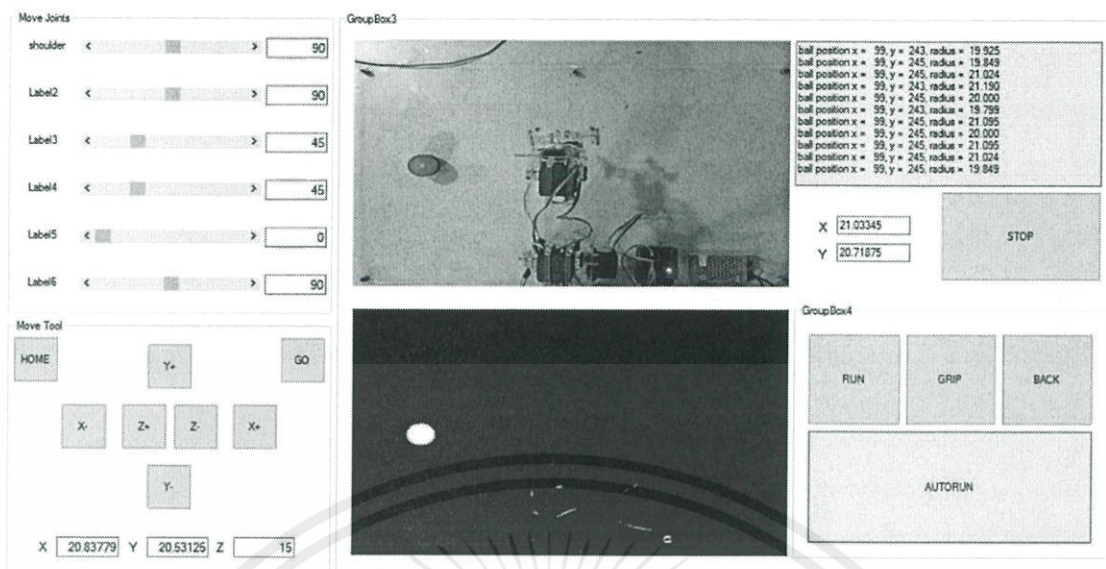 Move Joints
shoulder < > 90
Label2 < > 90
Label3 < > 45
Label4 < > 45
Label5 < > 0
Label6 < > 90
Move Tool
HOME
Y+
GO
X-
Z+
Z-
X+
Y-
X 20.83779 Y 20.53125 Z 15
GroupBox3
ball position x = 99, y = 243, radius = 19.925
ball position x = 99, y = 245, radius = 19.849
ball position x = 99, y = 245, radius = 21.024
ball position x = 99, y = 243, radius = 21.190
ball position x = 99, y = 245, radius = 20.000
ball position x = 99, y = 243, radius = 19.799
ball position x = 99, y = 245, radius = 21.095
ball position x = 99, y = 245, radius = 20.000
ball position x = 99, y = 245, radius = 21.095
ball position x = 99, y = 245, radius = 21.024
ball position x = 99, y = 245, radius = 19.849
X 21.03345
Y 20.71875
STOP
GroupBox4
RUN
GRIP
BACK
AUTORUN